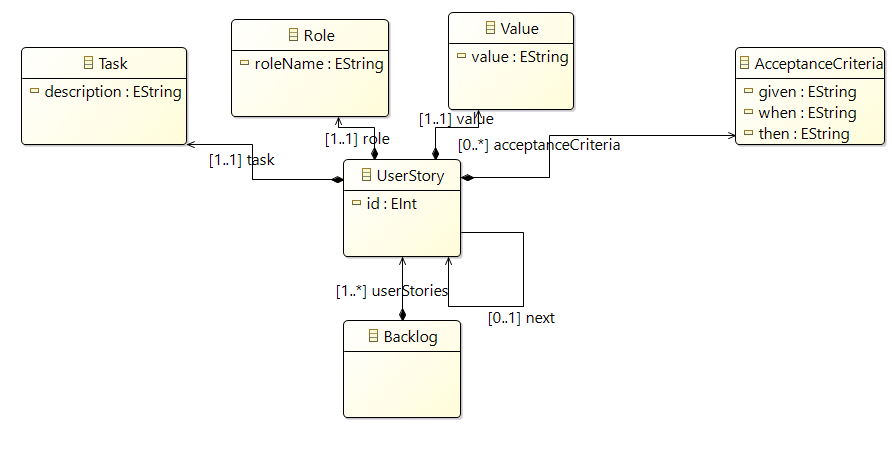 Task
description : EString
Role
roleName : EString
Value
value : EString
AcceptanceCriteria
given : EString
when : EString
then : EString
[1..1] task
[1..1] role
[1..1] value
[0..*] acceptanceCriteria
UserStory
id : EInt
[1..*] userStories
[0..1] next
Backlog